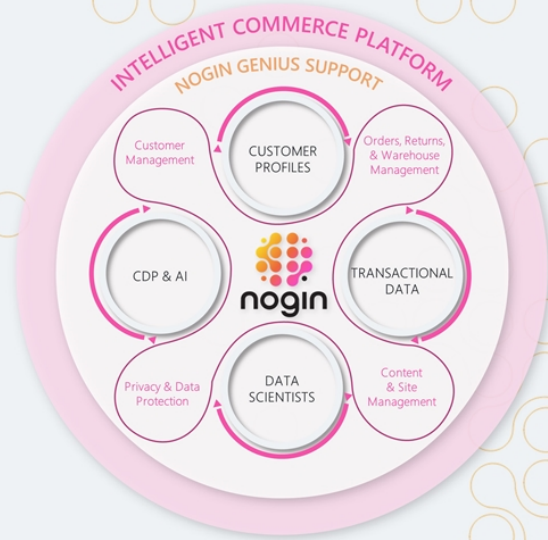 INTELLIGENT COMMERCE PLATFORM
NOGIN GENIUS SUPPORT
Customer
Management
CUSTOMER
PROFILES
Orders, Returns,
& Warehouse
Management
CDP & AI
nogin
TRANSACTIONAL
DATA
Privacy & Data
Protection
DATA
SCIENTISTS
Content
& Site
Management